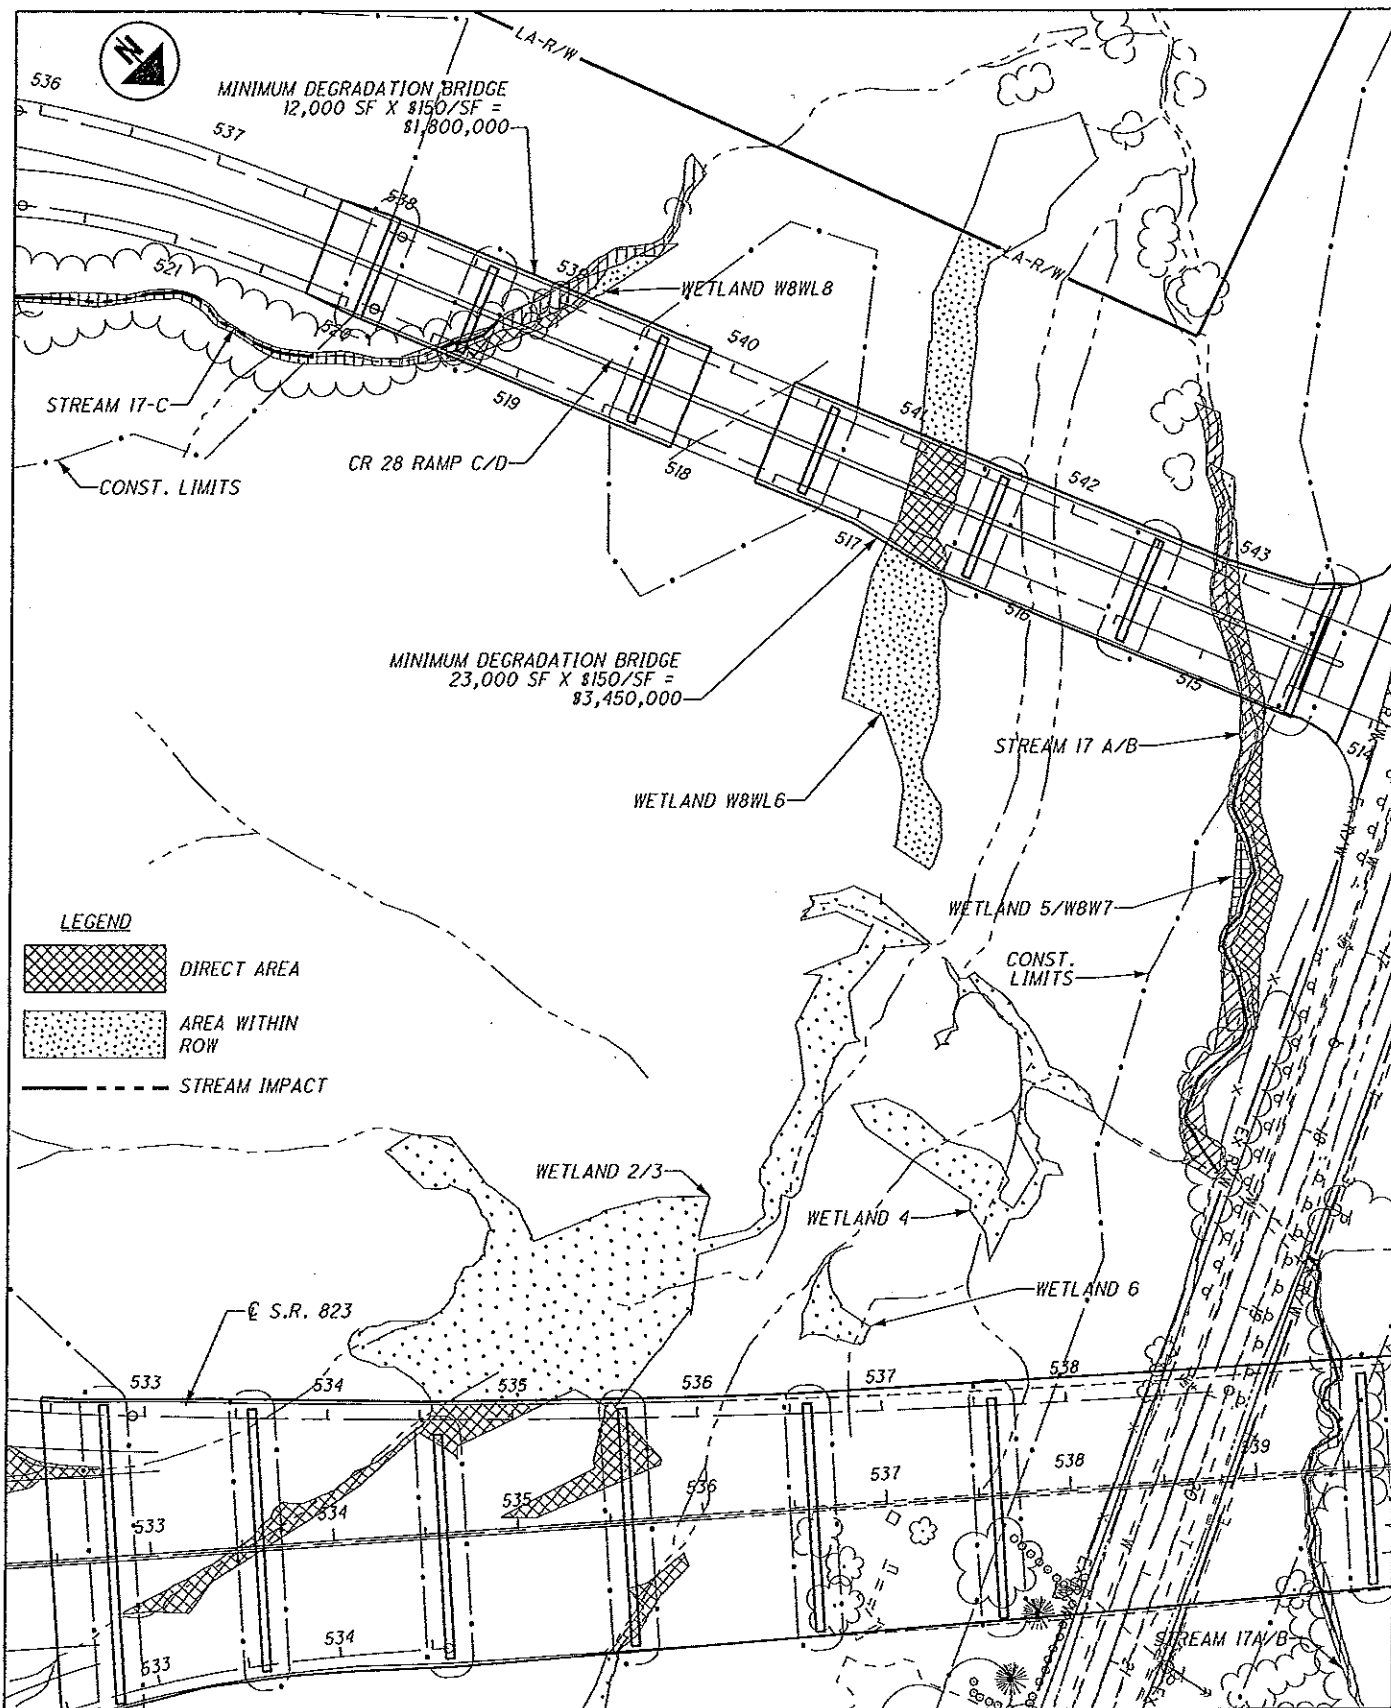 N
LA-R/W
536
MINIMUM DEGRADATION BRIDGE
12,000 SF X $150/SF =
$1,800,000
537
538
539
WETLAND W8WL8
LA-R/W
521
520
540
STREAM 17-C
519
541
CR 28 RAMP C/D
518
CONST. LIMITS
542
517
543
516
MINIMUM DEGRADATION BRIDGE
23,000 SF X $150/SF =
$3,450,000
515
514
STREAM 17 A/B
WETLAND W8WL6
WETLAND 5/W8W7
LEGEND
DIRECT AREA
CONST.
LIMITS
AREA WITHIN
ROW
STREAM IMPACT
WETLAND 2/3
WETLAND 4
WETLAND 6
℄ S.R. 823
533
534
535
536
537
538
539
533
534
535
536
537
538
533
534
STREAM 17A/B